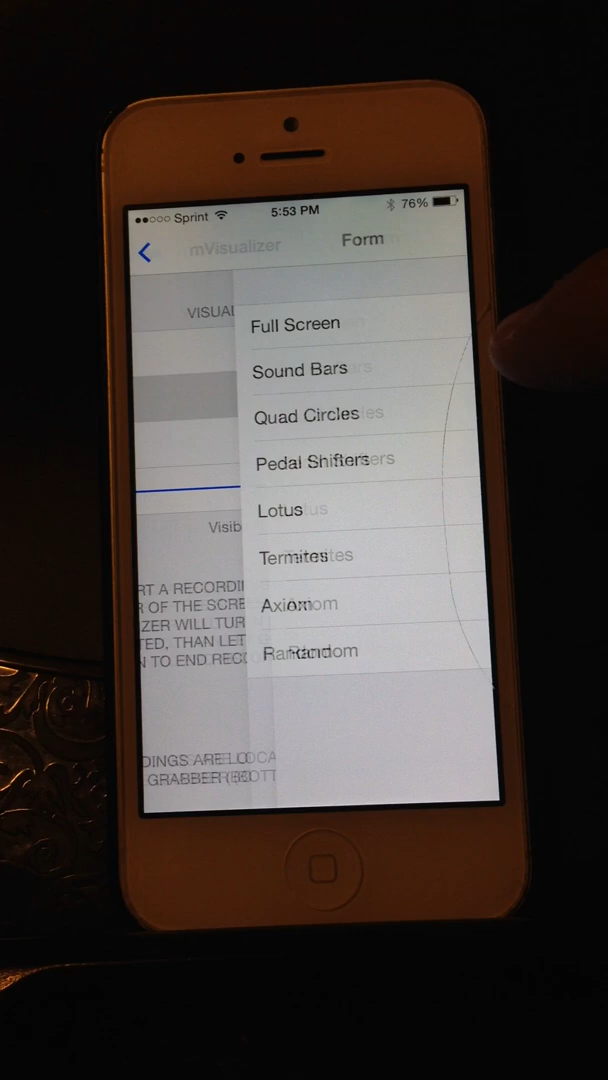 Sprint 5:53 PM 76%
mVisualizer Form
VISUAL
Full Screen
Sound Bars
Quad Circles
Pedal Shifters
Lotus
Visib
Termites
RT A RECORDIN
R OF THE SCRE
Axiom
ZER WILL TUR
TED, THAN LET
Random
N TO END REC
DINGS ARE LOCA
GRABBER (BOTT